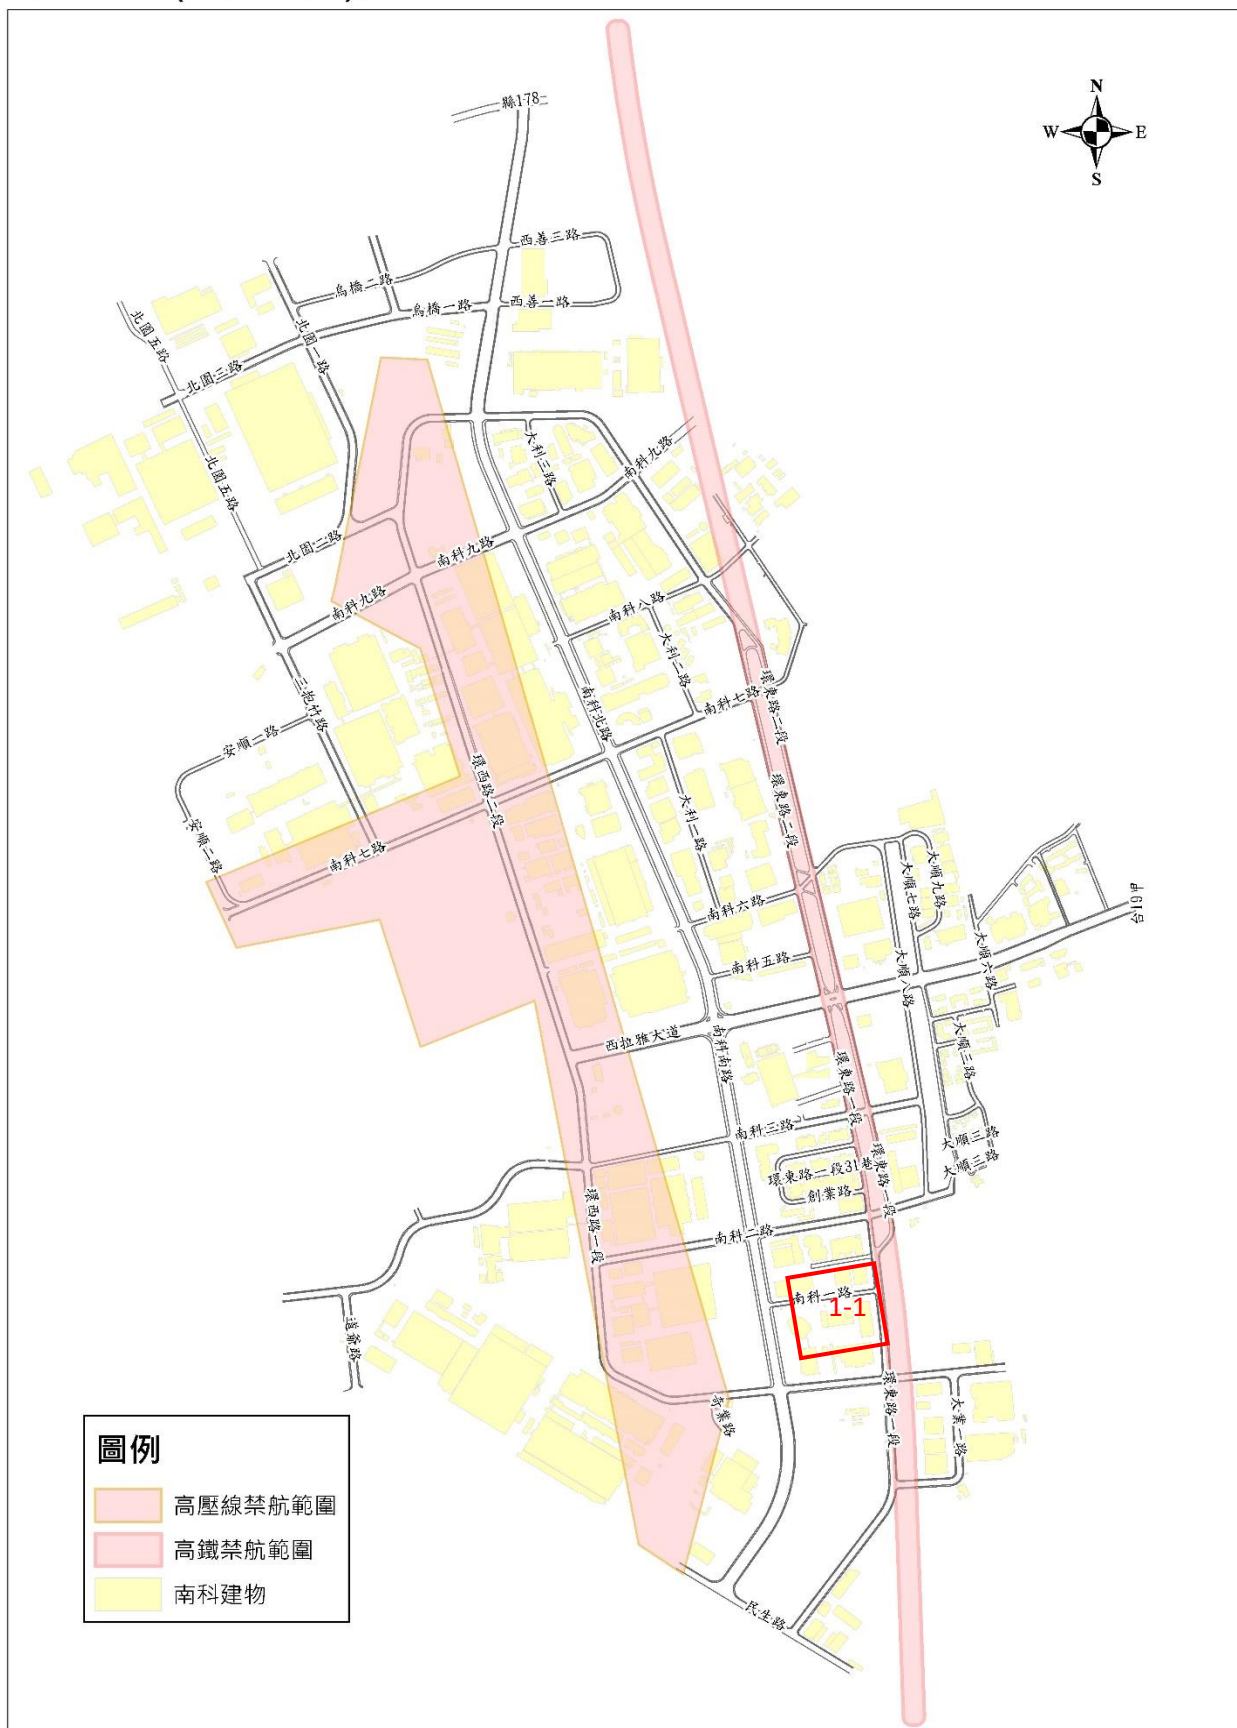 N
W E
S
縣178
西善三路
烏橋二路
烏橋一路
西善一路
北園一路
北園五路
北園三路
大利三路
南科九路
北園五路
北園二路
南科九路
南科九路
南科八路
大利二路
環東路二段
南科七路
三抱竹路
南科北路
安順一路
環西路二段
環東路二段
大利二路
安順二路
南科七路
大順九路
大順七路
南科六路
大順六路
南科五路
大順八路
西拉雅大道
南科南路
大順三路
環東路一段
南科三路
大順三路
大順三路
環東路一段31巷
環東路一段
創業路
環西路一段
南科二路
南科一路
1-1
道爺路
環東路一段
奇業路
大業一路
民生路
圖例
高壓線禁航範圍
高鐵禁航範圍
南科建物